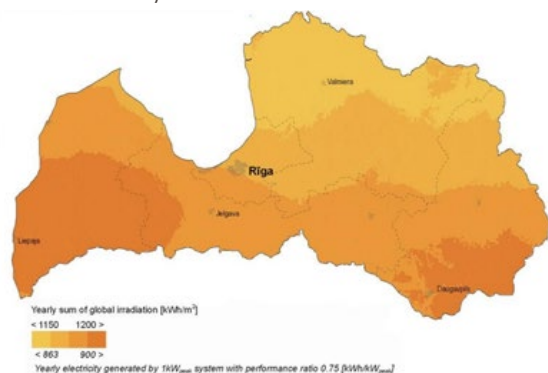 Valmiera
Rīga
Jelgava
Liepaja
Daugavpils
Yearly sum of global irradiation [kWh/m²]
< 1150 1200 >
< 863 900 >
Yearly electricity generated by 1kWpeak system with performance ratio 0.75 [kWh/kWpeak]